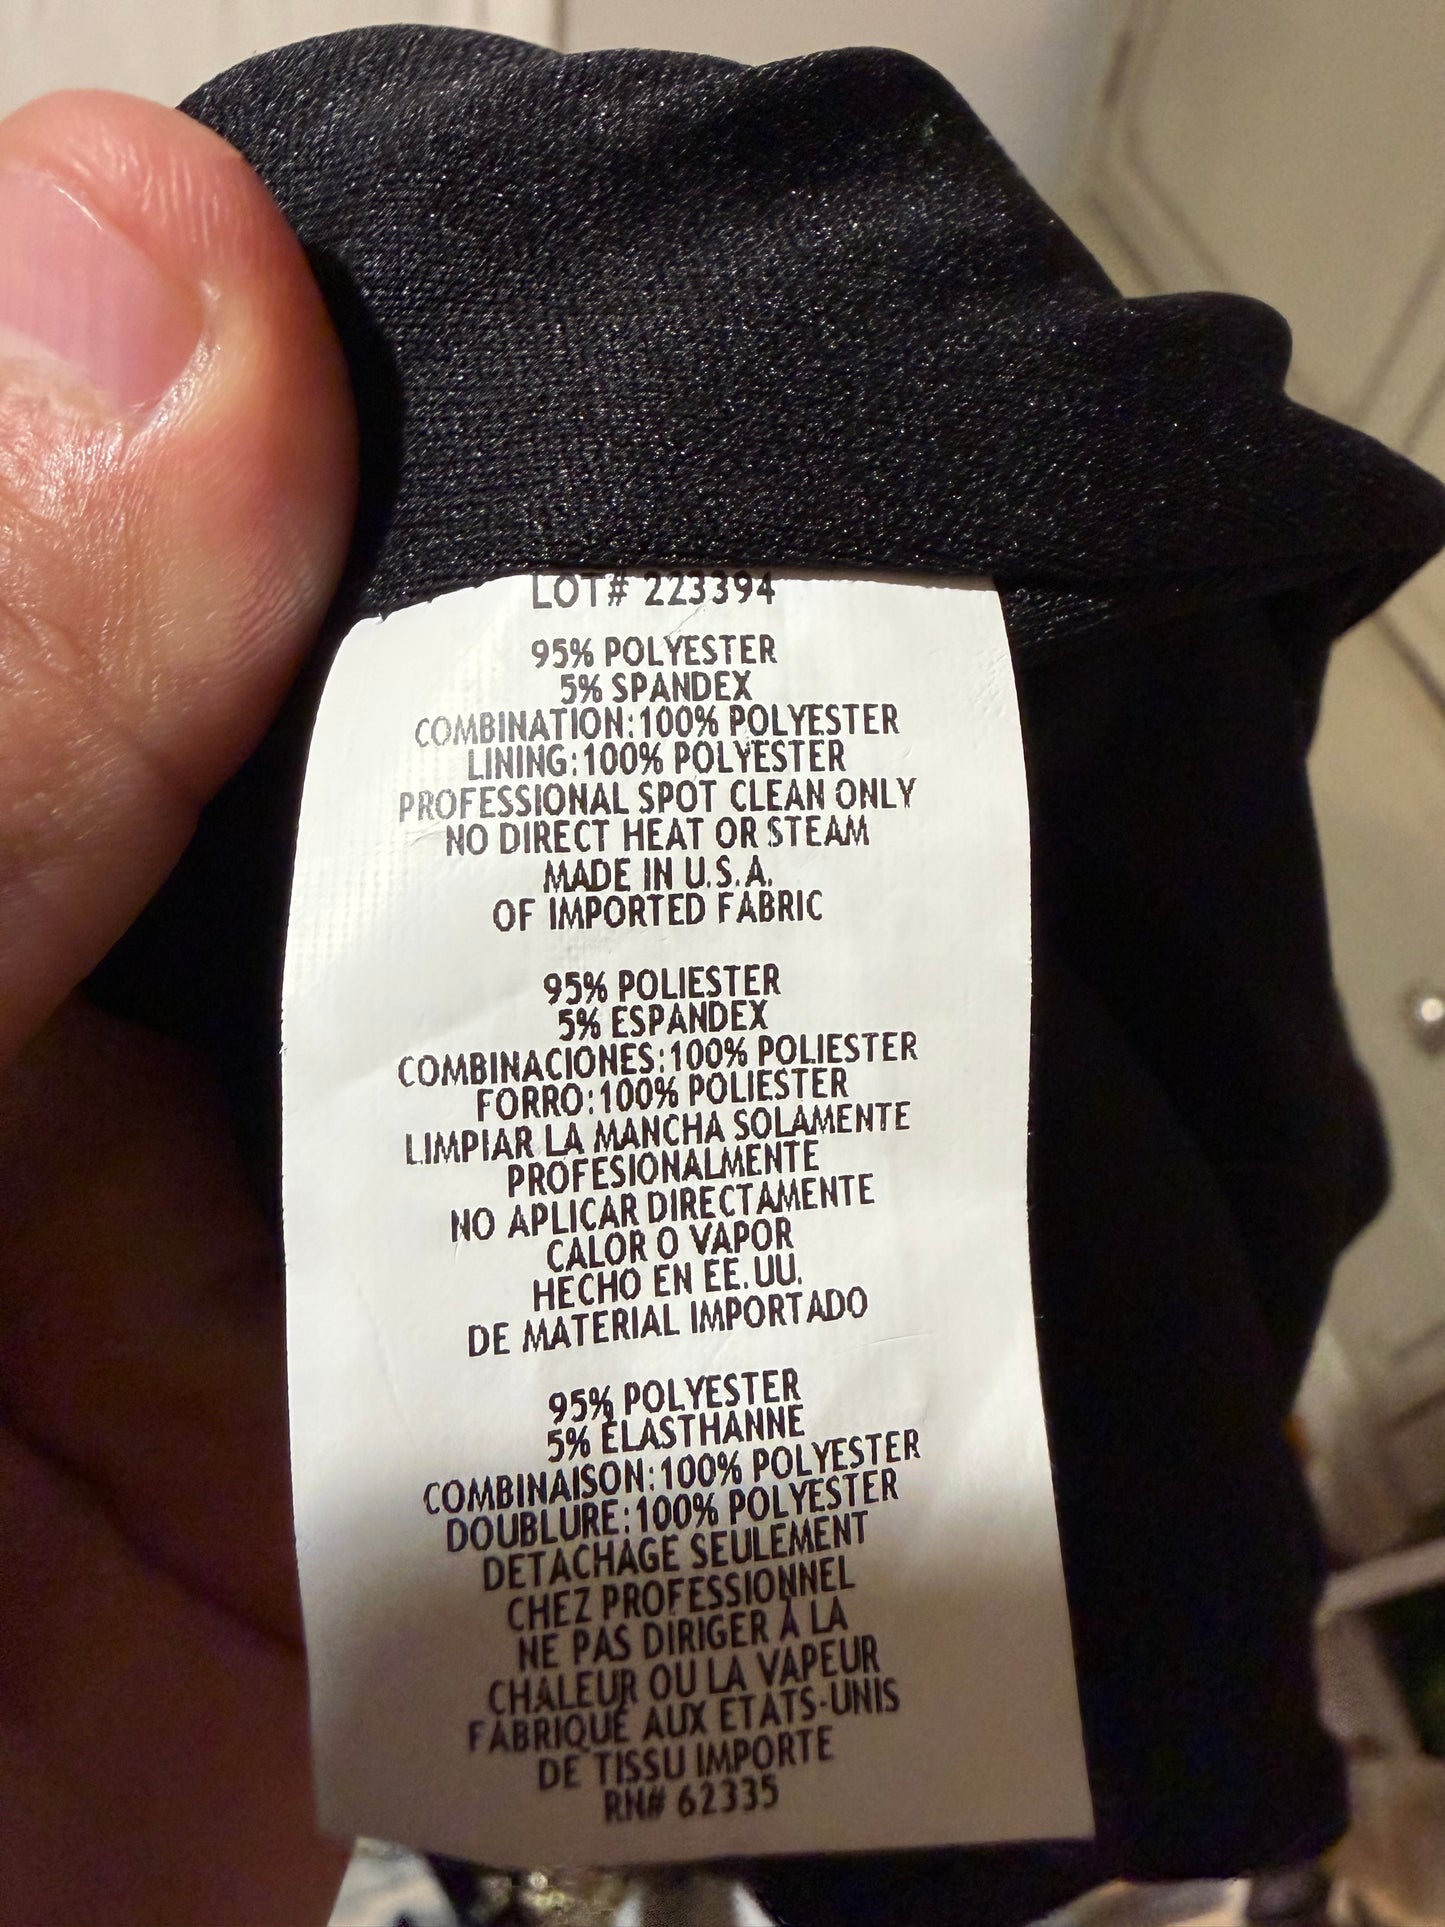 LOT# 223394
95% POLYESTER
5% SPANDEX
COMBINATION:100% POLYESTER
LINING:100% POLYESTER
PROFESSIONAL SPOT CLEAN ONLY
NO DIRECT HEAT OR STEAM
MADE IN U.S.A.
OF IMPORTED FABRIC
95% POLIESTER
5% ESPANDEX
COMBINACIONES:100% POLIESTER
FORRO:100% POLIESTER
LIMPIAR LA MANCHA SOLAMENTE
PROFESIONALMENTE
NO APLICAR DIRECTAMENTE
CALOR O VAPOR
HECHO EN EE.UU.
DE MATERIAL IMPORTADO
95% POLYESTER
5% ÉLASTHANNE
COMBINAISON:100% POLYESTER
DOUBLURE:100% POLYESTER
DETACHAGE SEULEMENT
CHEZ PROFESSIONNEL
NE PAS DIRIGER À LA
CHALEUR OU LA VAPEUR
FABRIQUÉ AUX ETATS-UNIS
DE TISSU IMPORTE
RN# 62335